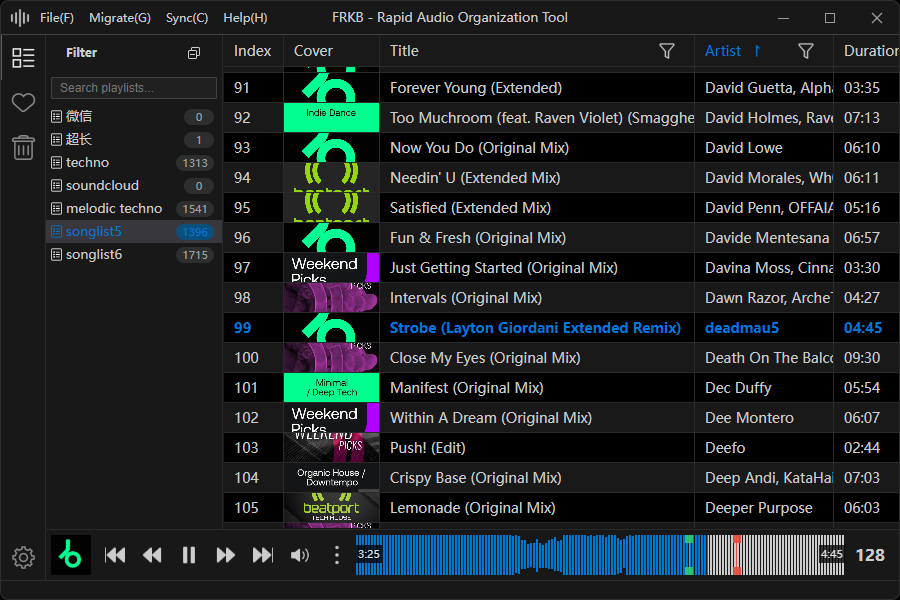 File(F) Migrate(G) Sync(C) Help(H) FRKB - Rapid Audio Organization Tool
Filter
Search playlists...
微信 0
超长 1
techno 1313
soundcloud 0
melodic techno 1541
songlist5 1396
songlist6 1715
Index Cover Title Artist Duration
91 Forever Young (Extended) David Guetta, Alpha 03:35
92 Indie Dance Too Muchroom (feat. Raven Violet) (Smagghe David Holmes, Rave 07:13
93 Now You Do (Original Mix) David Lowe 06:10
94 Needin' U (Extended Mix) David Morales, Who 06:11
95 Satisfied (Extended Mix) David Penn, OFFAIA 05:16
96 Fun & Fresh (Original Mix) Davide Mentesana 06:57
97 Weekend Picks Just Getting Started (Original Mix) Davina Moss, Cinna 03:30
98 PICKS Intervals (Original Mix) Dawn Razor, ArcheT 04:27
99 Strobe (Layton Giordani Extended Remix) deadmau5 04:45
100 PICKS Close My Eyes (Original Mix) Death On The Balco 09:30
101 Minimal / Deep Tech Manifest (Original Mix) Dec Duffy 05:54
102 Weekend Picks Within A Dream (Original Mix) Dee Montero 06:07
103 WEEKEND PICKS Push! (Edit) Deefo 02:44
104 Organic House / Downtempo Crispy Base (Original Mix) Deep Andi, KataHai 07:03
105 beatport TECH HOUSE Lemonade (Original Mix) Deeper Purpose 06:03
3:25 4:45 128